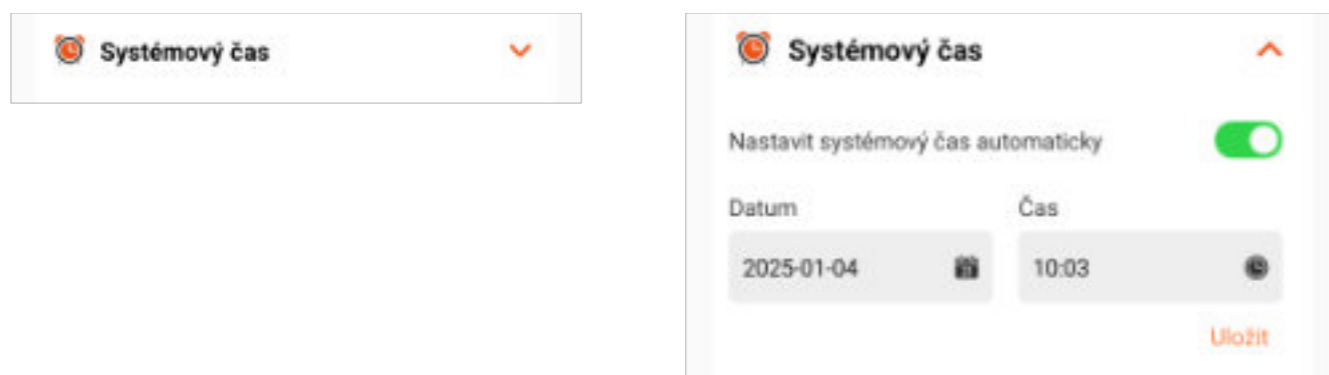 Systémový čas
Systémový čas
Nastavit systémový čas automaticky
Datum Čas
2025-01-04 10:03
Uložit